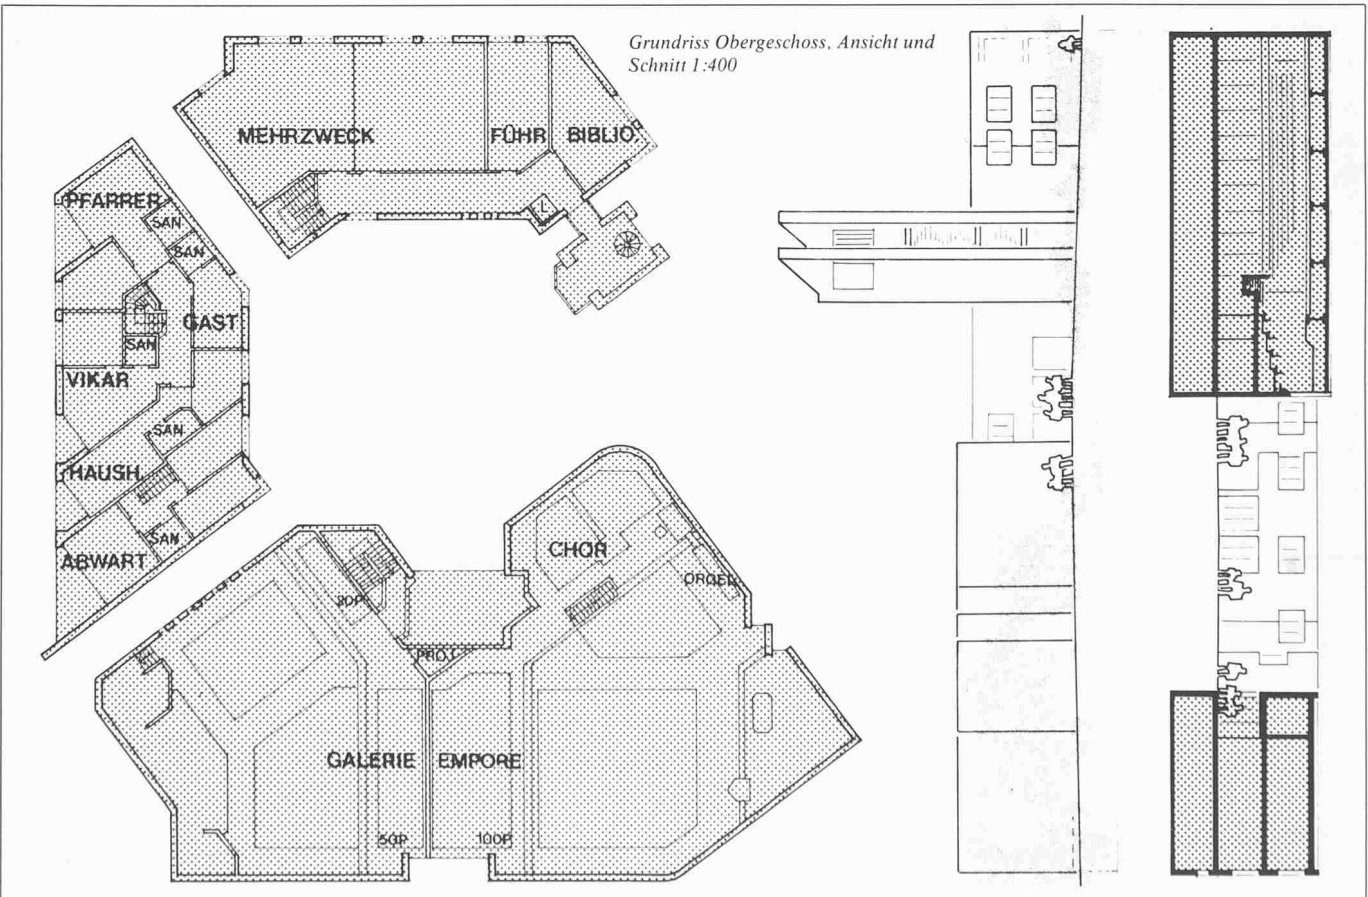 Grundriss Obergeschoss, Ansicht und
Schnitt 1:400
MEHRZWECK
FÜHR
BIBLIO
L
PFARRER
SAN
SAN
GAST
SAN
VIKAR
SAN
HAUSH
SAN
ABWART
CHOR
ORGEL
20P
PROJ
GALERIE
EMPORE
50P
100P